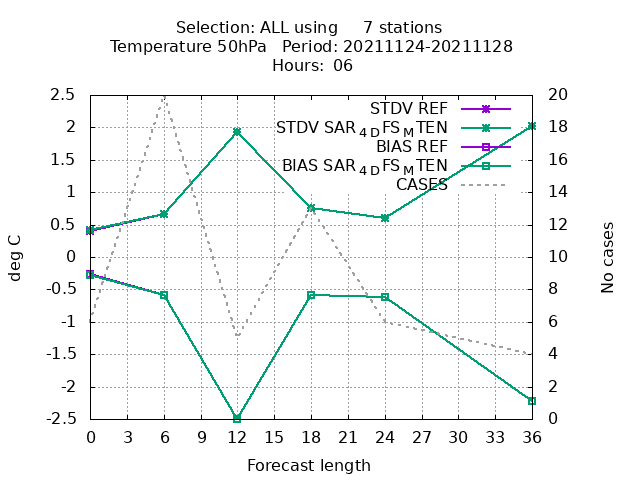 Selection: ALL using     7 stations
Temperature 50hPa   Period: 20211124-20211128
Hours:  06
2.5
2
1.5
1
0.5
0
-0.5
-1
-1.5
-2
-2.5
20
18
16
14
12
10
8
6
4
2
0
STDV REF
STDV SAR4DFSMTEN
BIAS REF
BIAS SAR4DFSMTEN
CASES
deg C
No cases
0 3 6 9 12 15 18 21 24 27 30 33 36
Forecast length